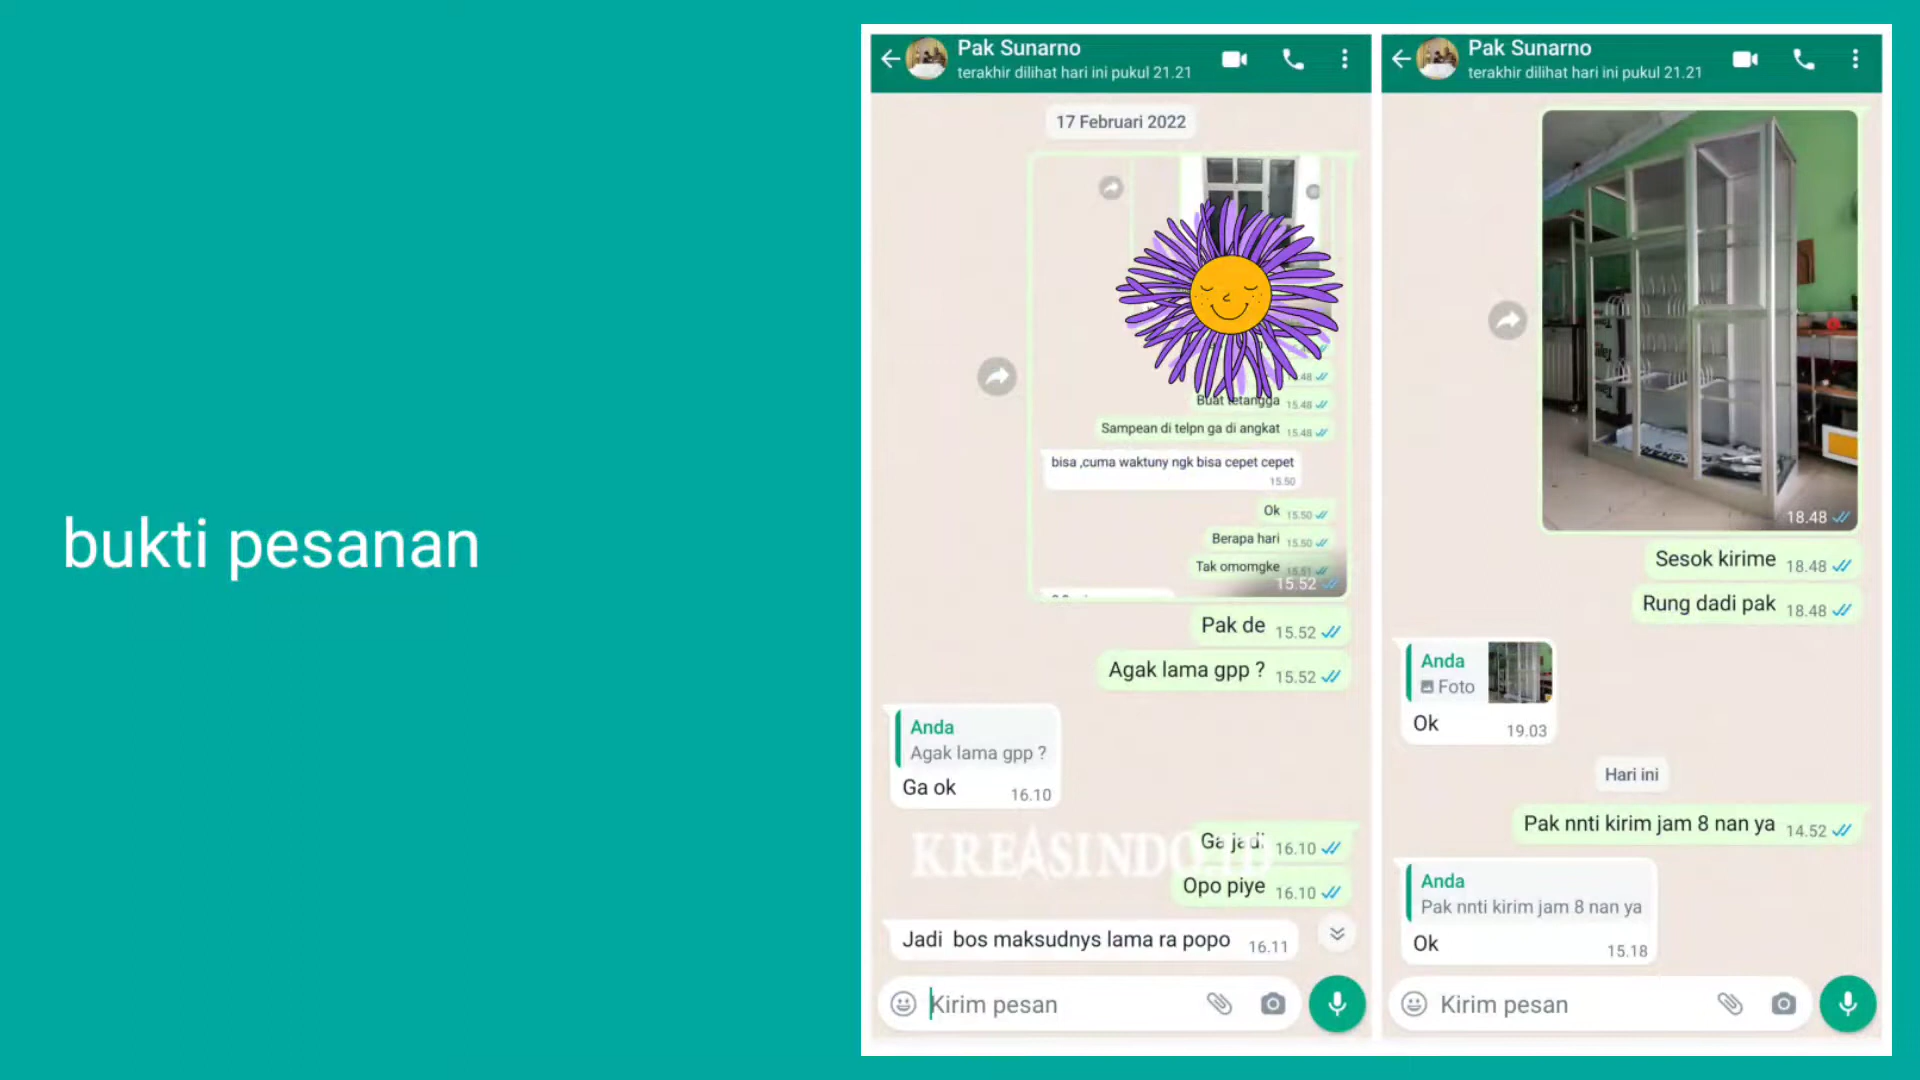 bukti pesanan
Pak Sunarno
terakhir dilihat hari ini pukul 21.21
17 Februari 2022
.48
Buat tetangga 15.48
Sampean di telpn ga di angkat 15.48
bisa ,cuma waktuny ngk bisa cepet cepet
15.50
Ok 15.50
Berapa hari 15.50
Tak omomgke 15.51
15.52
Pak de 15.52
Agak lama gpp ? 15.52
Anda
Agak lama gpp ?
Ga ok 16.10
Ga jadi 16.10
KREASINDO.ID
Opo piye 16.10
Jadi bos maksudnys lama ra popo 16.11
Kirim pesan
Pak Sunarno
terakhir dilihat hari ini pukul 21.21
18.48
Sesok kirime 18.48
Rung dadi pak 18.48
Anda
Foto
Ok 19.03
Hari ini
Pak nnti kirim jam 8 nan ya 14.52
Anda
Pak nnti kirim jam 8 nan ya
Ok 15.18
Kirim pesan